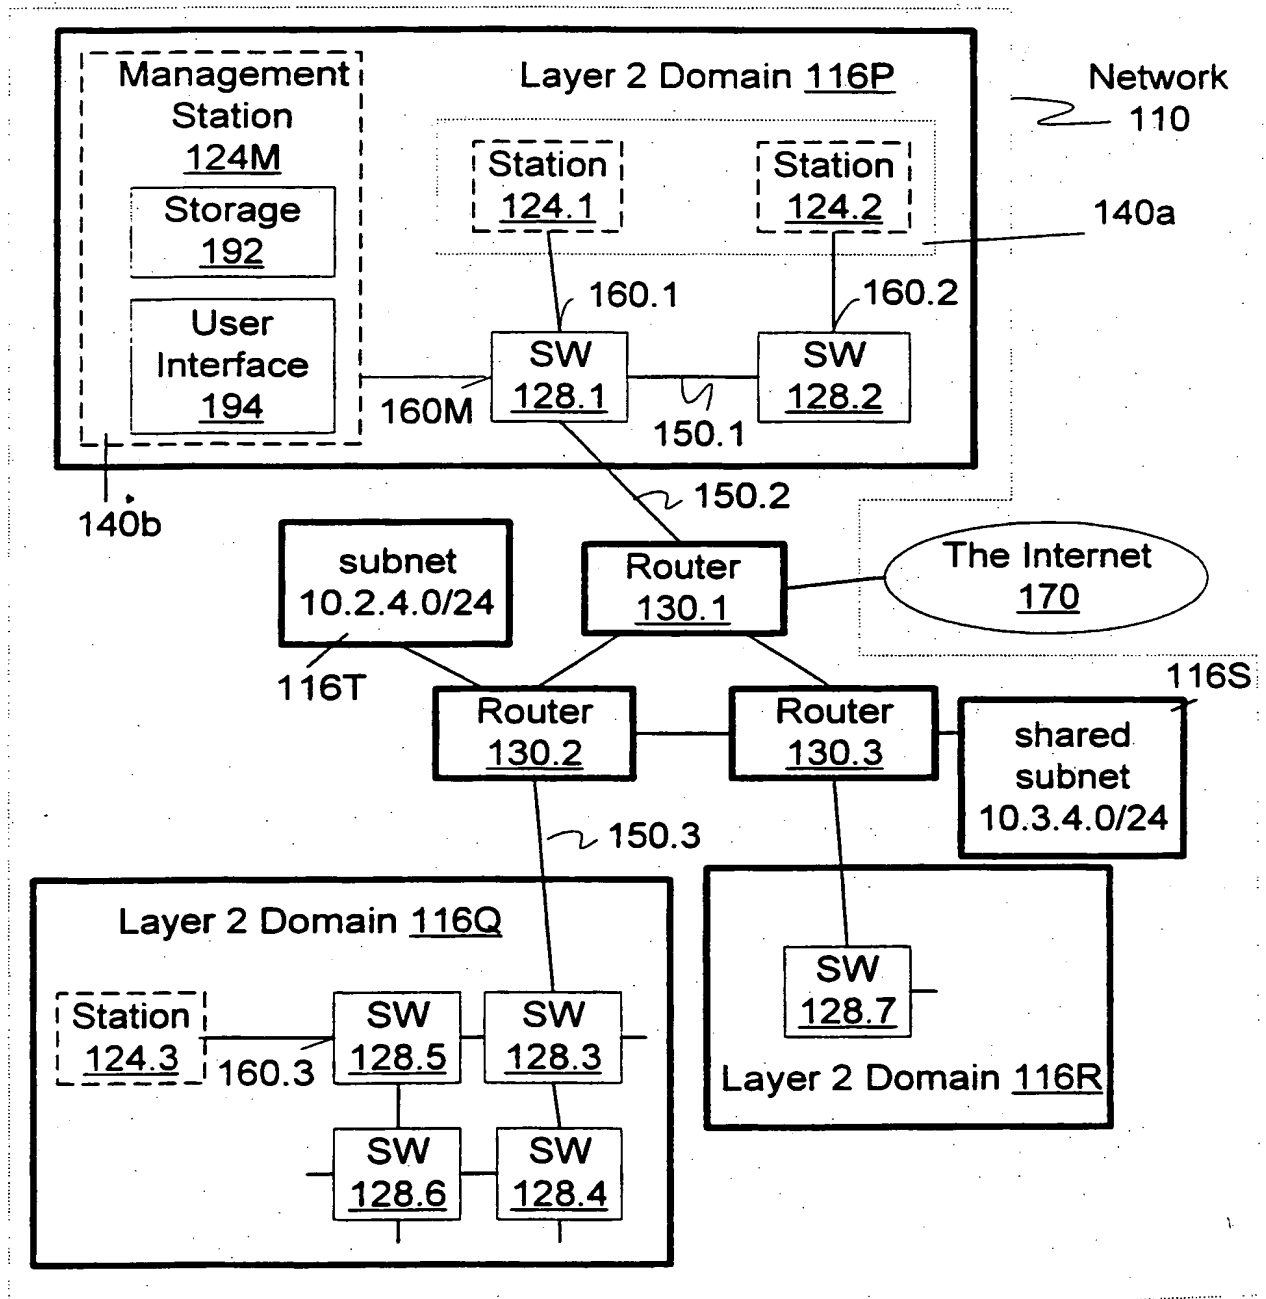 Management
Station
124M
Storage
192
User
Interface
194
140b
Layer 2 Domain 116P
Station
124.1
Station
124.2
160.1
160.2
SW
128.1
SW
128.2
160M
150.1
Network
110
140a
150.2
subnet
10.2.4.0/24
116T
Router
130.1
The Internet
170
Router
130.2
Router
130.3
116S
shared
subnet
10.3.4.0/24
150.3
Layer 2 Domain 116Q
Station
124.3
160.3
SW
128.5
SW
128.3
SW
128.6
SW
128.4
SW
128.7
Layer 2 Domain 116R